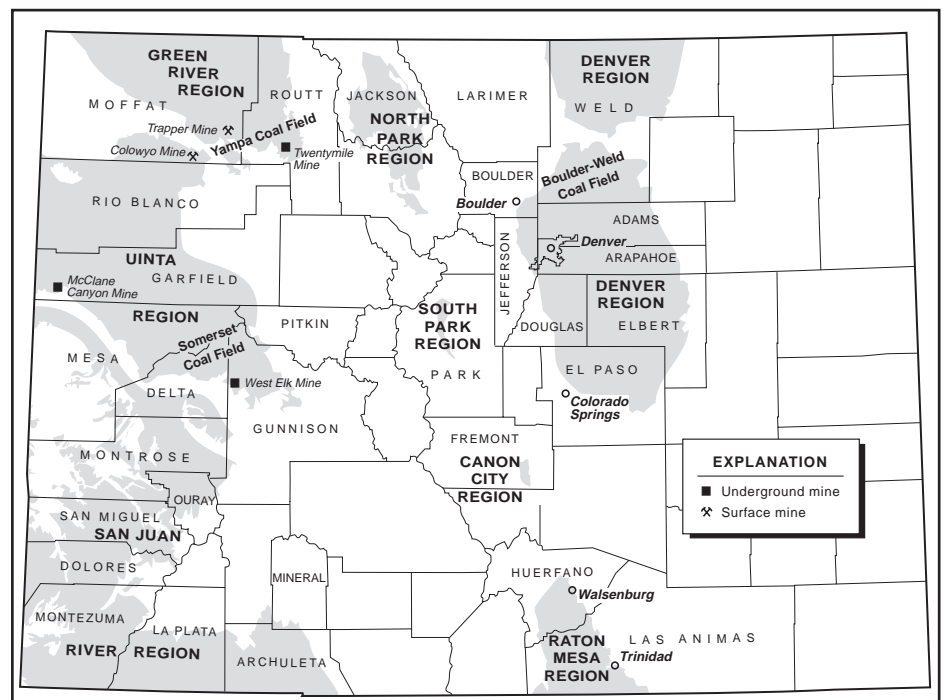 GREEN
RIVER
REGION
MOFFAT
ROUTT
JACKSON
LARIMER
DENVER
REGION
WELD
Trapper Mine
Yampa Coal Field
Colowyo Mine
Twentymile
Mine
NORTH
PARK
REGION
BOULDER
Boulder-Weld
Coal Field
Boulder
RIO BLANCO
ADAMS
JEFFERSON
Denver
ARAPAHOE
UINTA
GARFIELD
McClane
Canyon Mine
REGION
DENVER
REGION
SOUTH
PARK
REGION
PITKIN
DOUGLAS
ELBERT
Somerset
Coal Field
MESA
PARK
EL PASO
West Elk Mine
DELTA
Colorado
Springs
GUNNISON
FREMONT
MONTROSE
CANON
CITY
REGION
EXPLANATION
Underground mine
Surface mine
OURAY
SAN MIGUEL
SAN JUAN
DOLORES
MINERAL
HUERFANO
Walsenburg
MONTEZUMA
LA PLATA
RIVER REGION
ARCHULETA
RATON
MESA
REGION
LAS ANIMAS
Trinidad